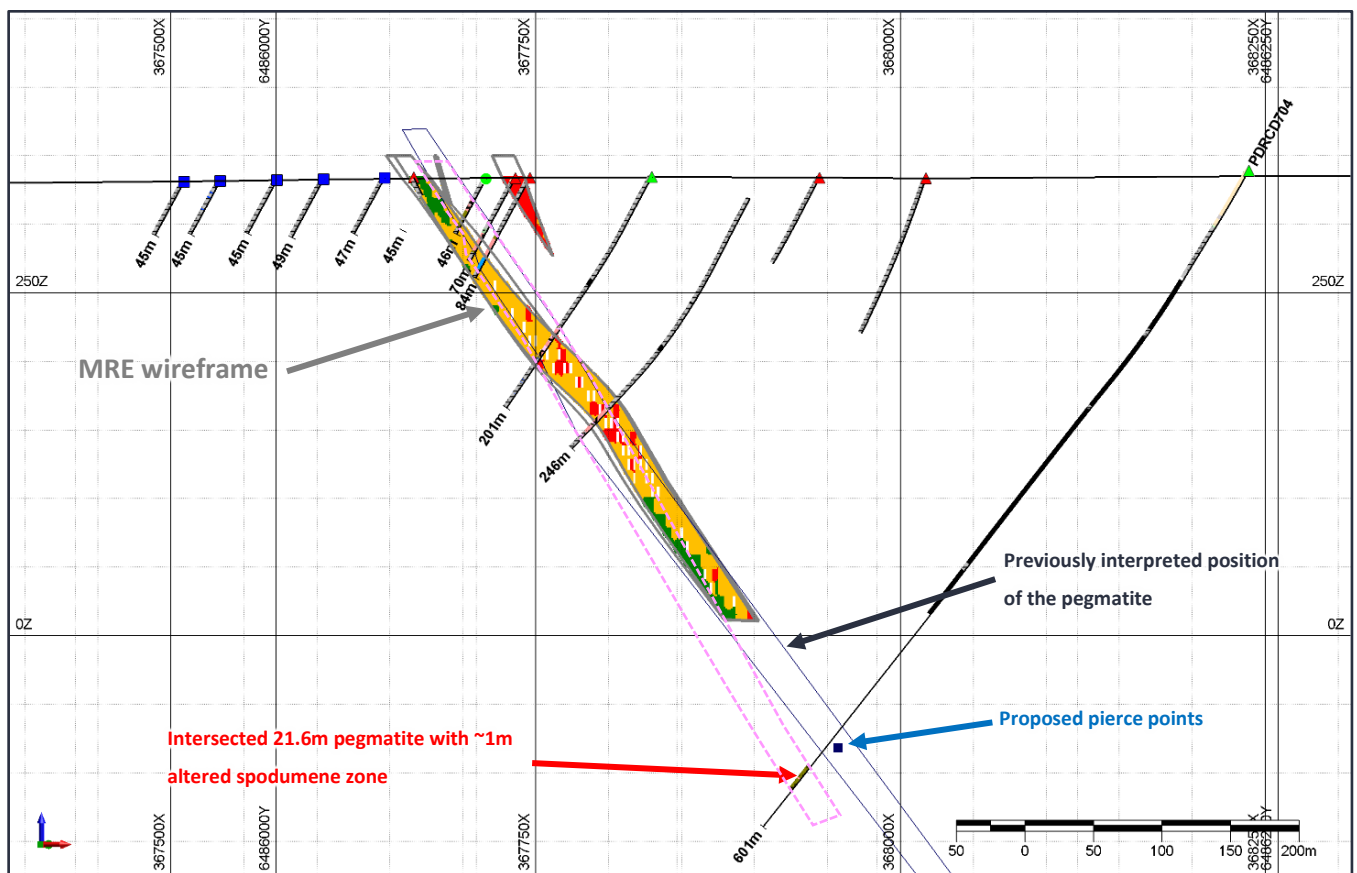 367500X
6486000Y
367750X
368000X
368250X
6486250Y
PDRCD704
45m
45m
45m
49m
47m
45m
46m
70m
84m
250Z
250Z
MRE wireframe
201m
246m
Previously interpreted position
of the pegmatite
0Z
0Z
Proposed pierce points
Intersected 21.6m pegmatite with ~1m
altered spodumene zone
601m
50 0 50 100 150 200m
367500X
6486000Y
367750X
368000X
368250X
6486250Y